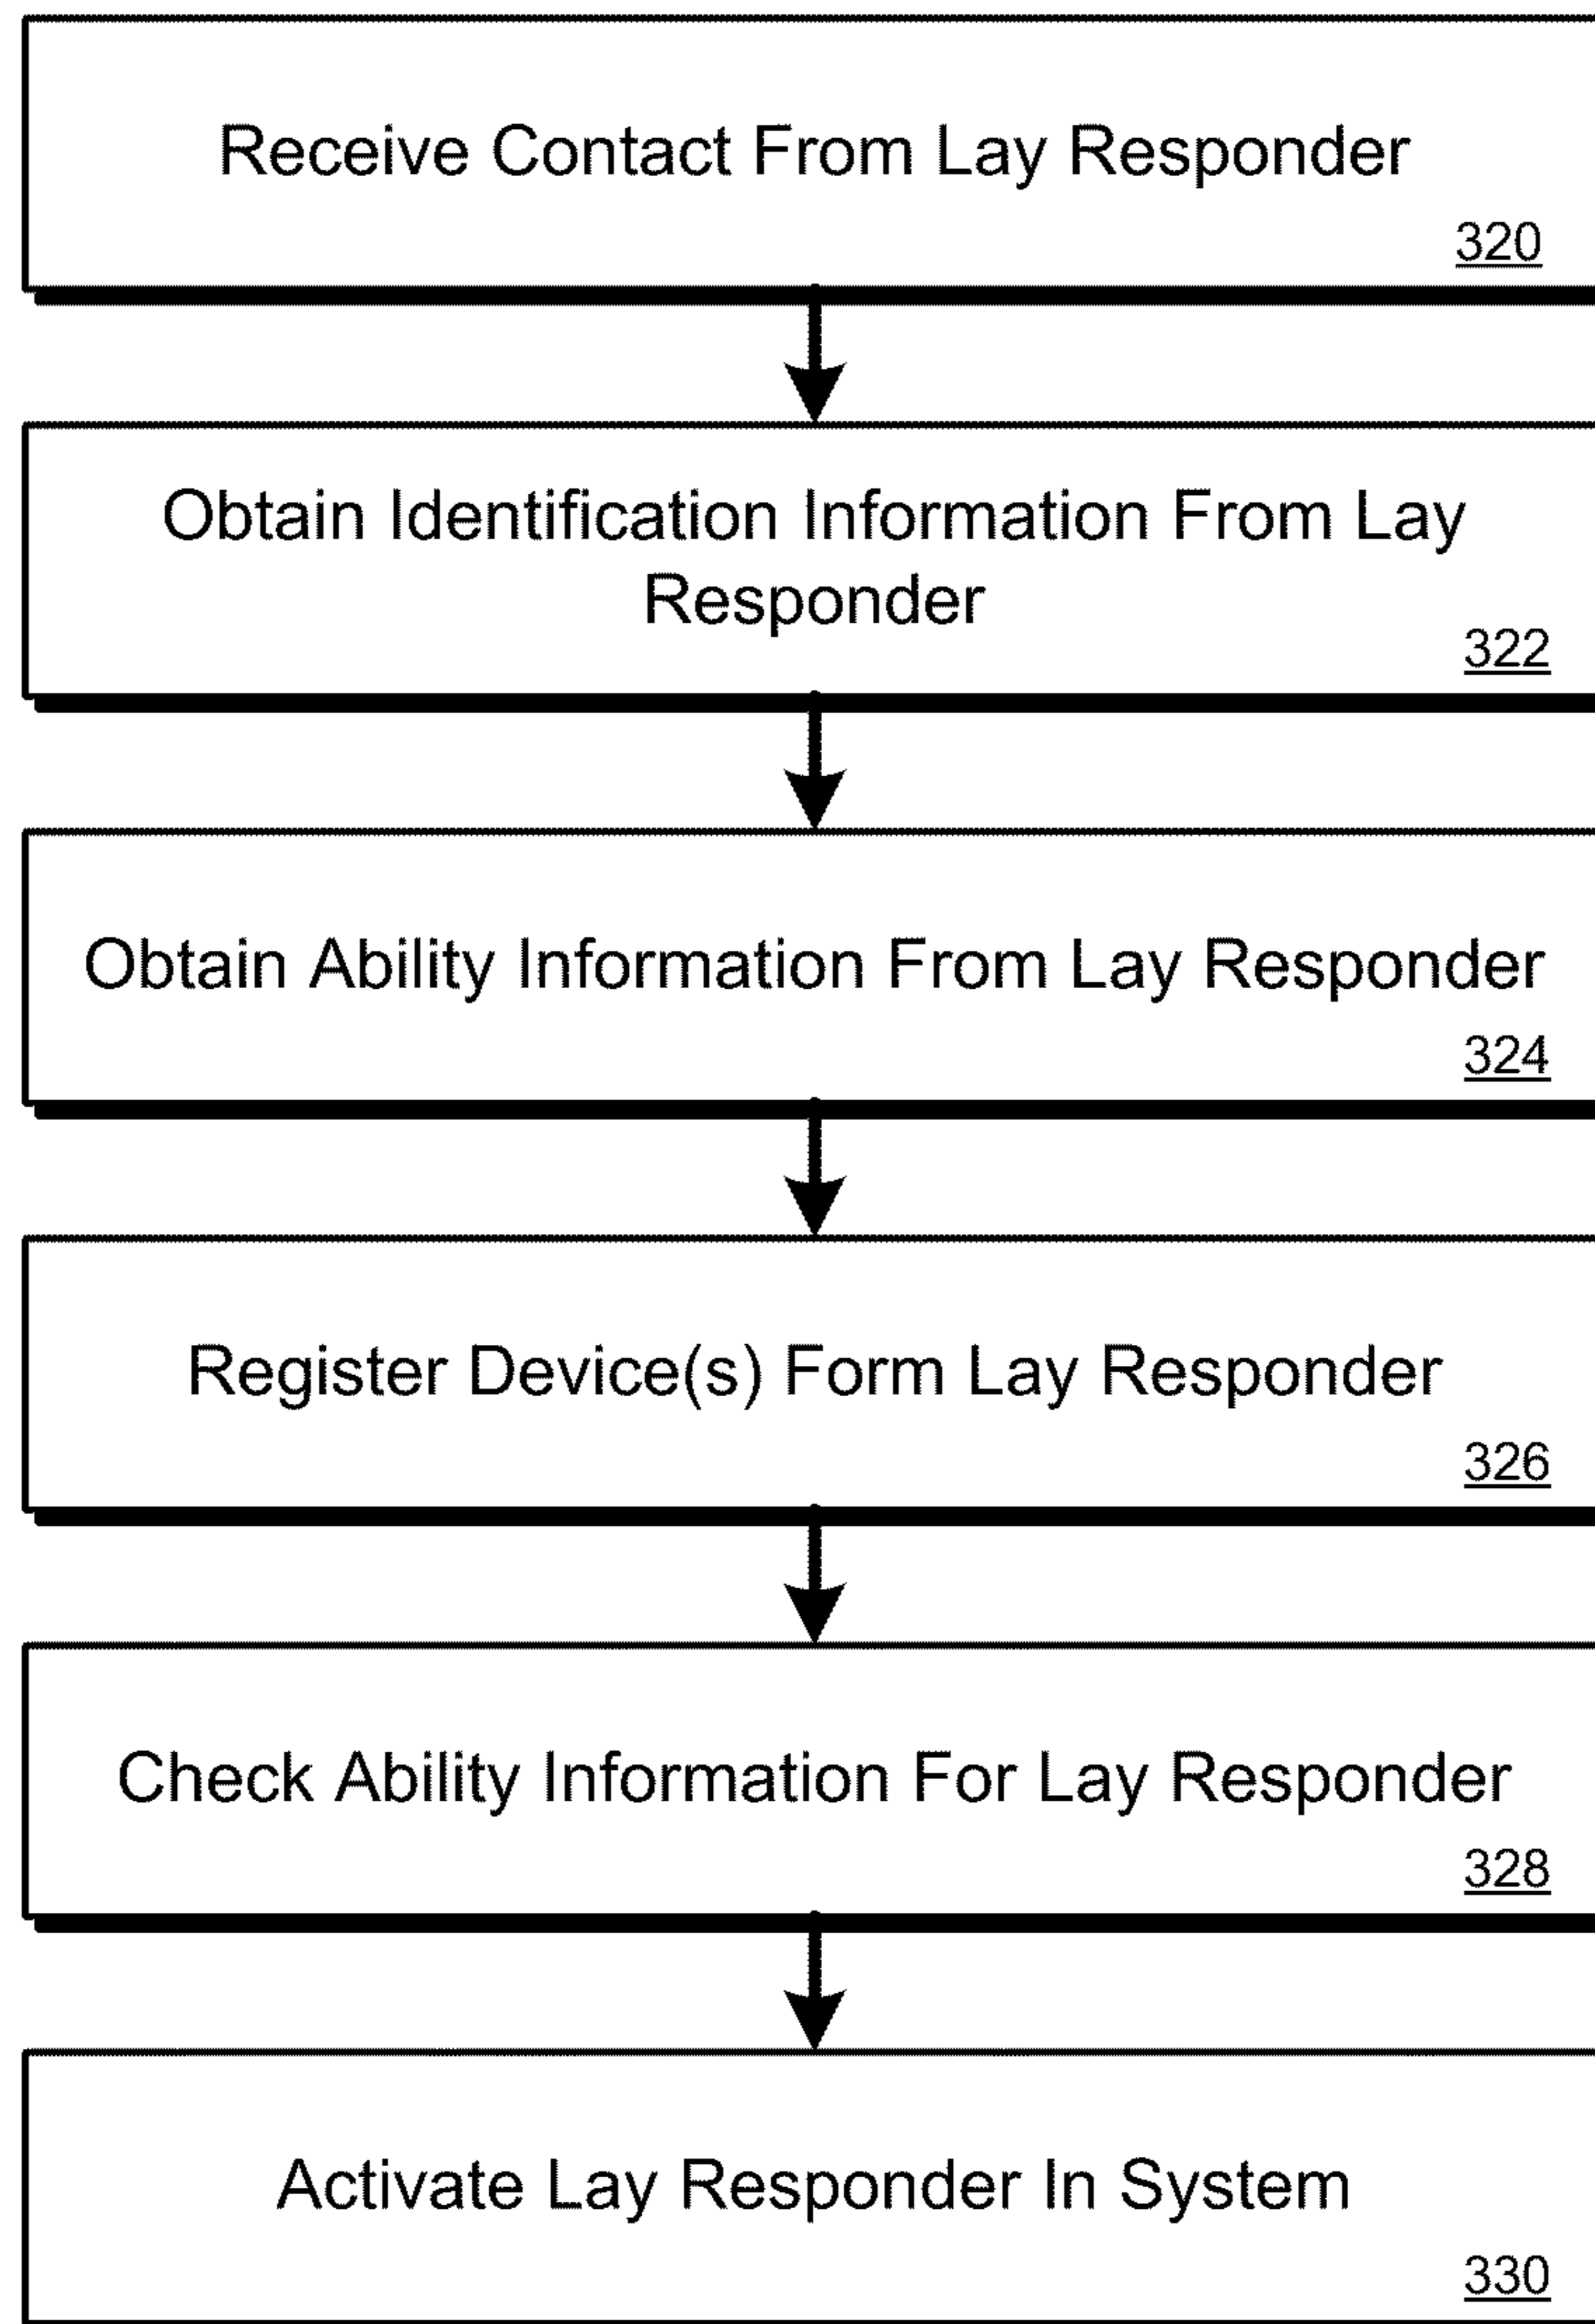 Receive Contact From Lay Responder
320
Obtain Identification Information From Lay
Responder
322
Obtain Ability Information From Lay Responder
324
Register Device(s) Form Lay Responder
326
Check Ability Information For Lay Responder
328
Activate Lay Responder In System
330